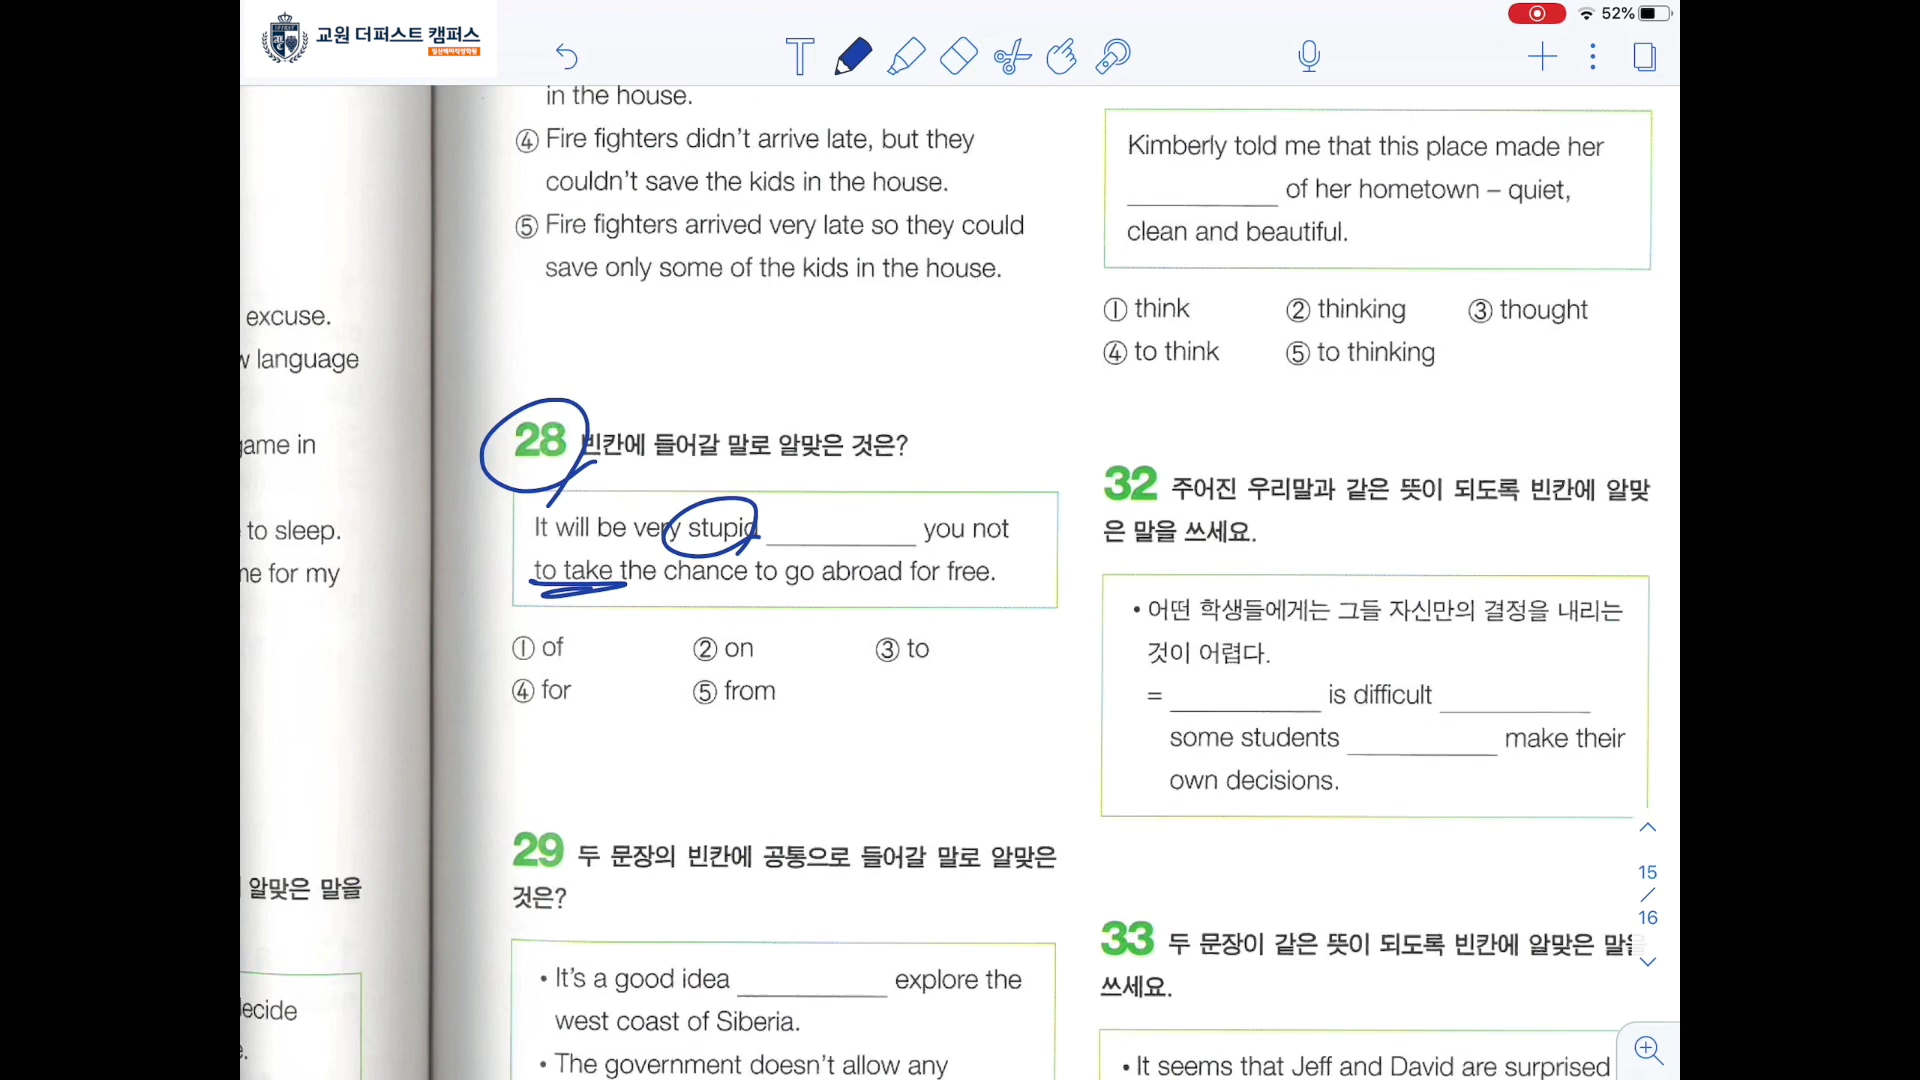 교원 더퍼스트 캠퍼스
52%
in the house.
④ Fire fighters didn't arrive late, but they
couldn't save the kids in the house.
⑤ Fire fighters arrived very late so they could
save only some of the kids in the house.
excuse.
language
game in
to sleep.
me for my
알맞은 말을
decide
28 빈칸에 들어갈 말로 알맞은 것은?
It will be very stupid __________ you not
to take the chance to go abroad for free.
① of ② on ③ to
④ for ⑤ from
29 두 문장의 빈칸에 공통으로 들어갈 말로 알맞은
것은?
• It's a good idea __________ explore the
west coast of Siberia.
• The government doesn't allow any
Kimberly told me that this place made her
__________ of her hometown – quiet,
clean and beautiful.
① think ② thinking ③ thought
④ to think ⑤ to thinking
32 주어진 우리말과 같은 뜻이 되도록 빈칸에 알맞
은 말을 쓰세요.
• 어떤 학생들에게는 그들 자신만의 결정을 내리는
것이 어렵다.
= __________ is difficult __________
some students __________ make their
own decisions.
33 두 문장이 같은 뜻이 되도록 빈칸에 알맞은 말을
쓰세요.
• It seems that Jeff and David are surprised
15
/
16